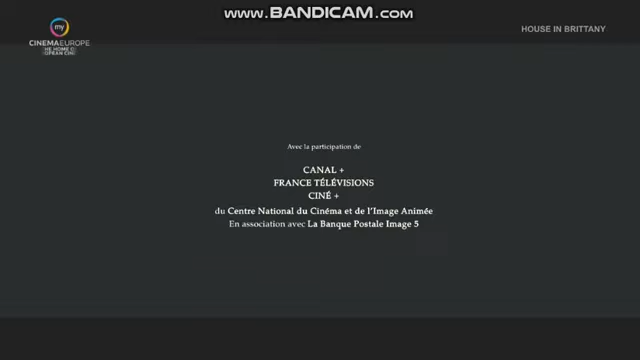 www.BANDICAM.com
my
CINEMAEUROPE
HOUSE IN BRITTANY
Avec la participation de
CANAL +
FRANCE TÉLÉVISIONS
CINÉ +
du Centre National du Cinéma et de l'Image Animée
En association avec La Banque Postale Image 5